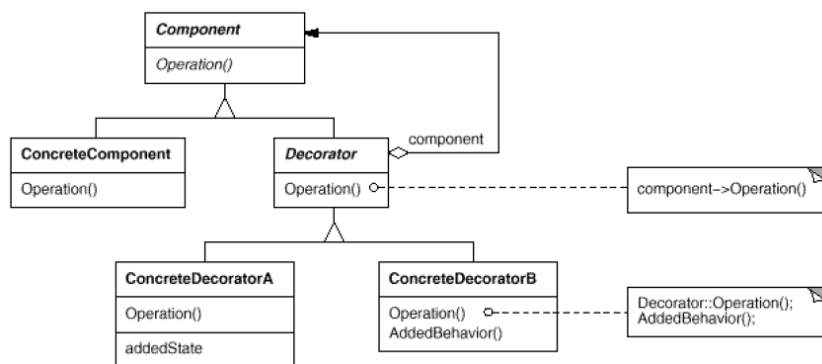 Component
Operation()
component
ConcreteComponent
Operation()
Decorator
Operation()
component->Operation()
ConcreteDecoratorA
Operation()
addedState
ConcreteDecoratorB
Operation()
AddedBehavior()
Decorator::Operation();
AddedBehavior();